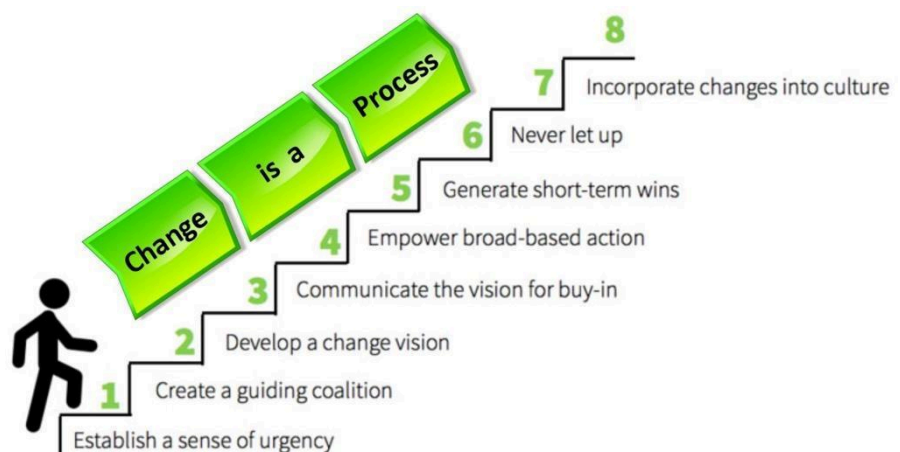 Change is a Process
8
Incorporate changes into culture
7
Never let up
6
Generate short-term wins
5
Empower broad-based action
4
Communicate the vision for buy-in
3
Develop a change vision
2
Create a guiding coalition
1
Establish a sense of urgency